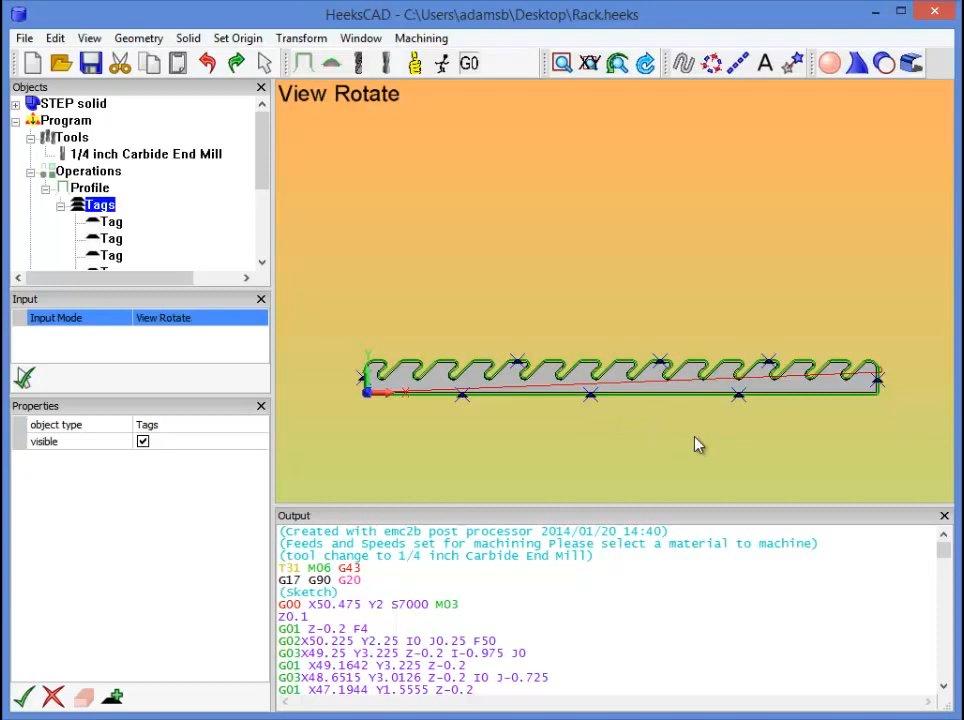 HeeksCAD - C:\Users\adamsb\Desktop\Rack.heeks
File Edit View Geometry Solid Set Origin Transform Window Machining
G0
Objects
STEP solid
Program
Tools
1/4 inch Carbide End Mill
Operations
Profile
Tags
Tag
Tag
Tag
Input
Input Mode View Rotate
Properties
object type Tags
visible
View Rotate
Output
(Created with emc2b post processor 2014/01/20 14:40)
(Feeds and Speeds set for machining Please select a material to machine)
(tool change to 1/4 inch Carbide End Mill)
T31 M06 G43
G17 G90 G20
(Sketch)
G00 X50.475 Y2 S7000 M03
Z0.1
G01 Z-0.2 F4
G02X50.225 Y2.25 I0 J0.25 F50
G03X49.25 Y3.225 Z-0.2 I-0.975 J0
G01 X49.1642 Y3.225 Z-0.2
G03X48.6515 Y3.0126 Z-0.2 I0 J-0.725
G01 X47.1944 Y1.5555 Z-0.2